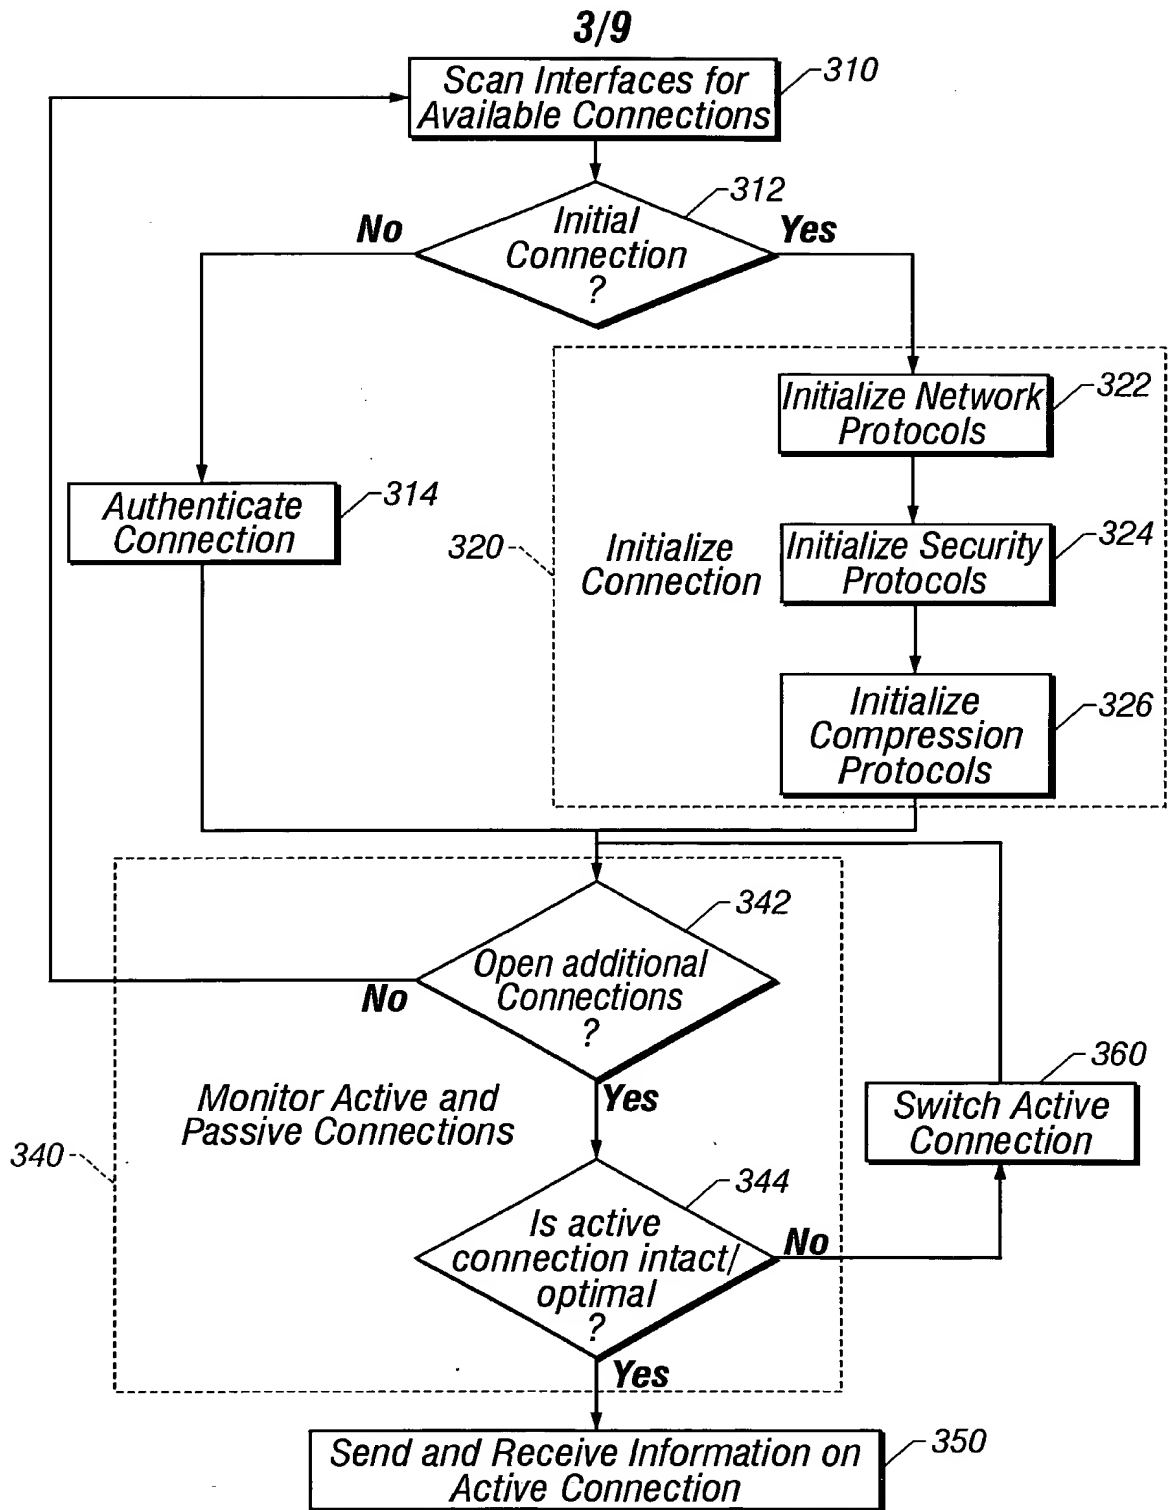 3/9
Scan Interfaces for
Available Connections
310
312
Initial
Connection
?
No
Yes
Initialize Network
Protocols
322
Authenticate
Connection
314
320
Initialize
Connection
Initialize Security
Protocols
324
Initialize
Compression
Protocols
326
342
Open additional
Connections
?
No
Yes
Monitor Active and
Passive Connections
340
360
Switch Active
Connection
344
Is active
connection intact/
optimal
?
No
Yes
Send and Receive Information on
Active Connection
350